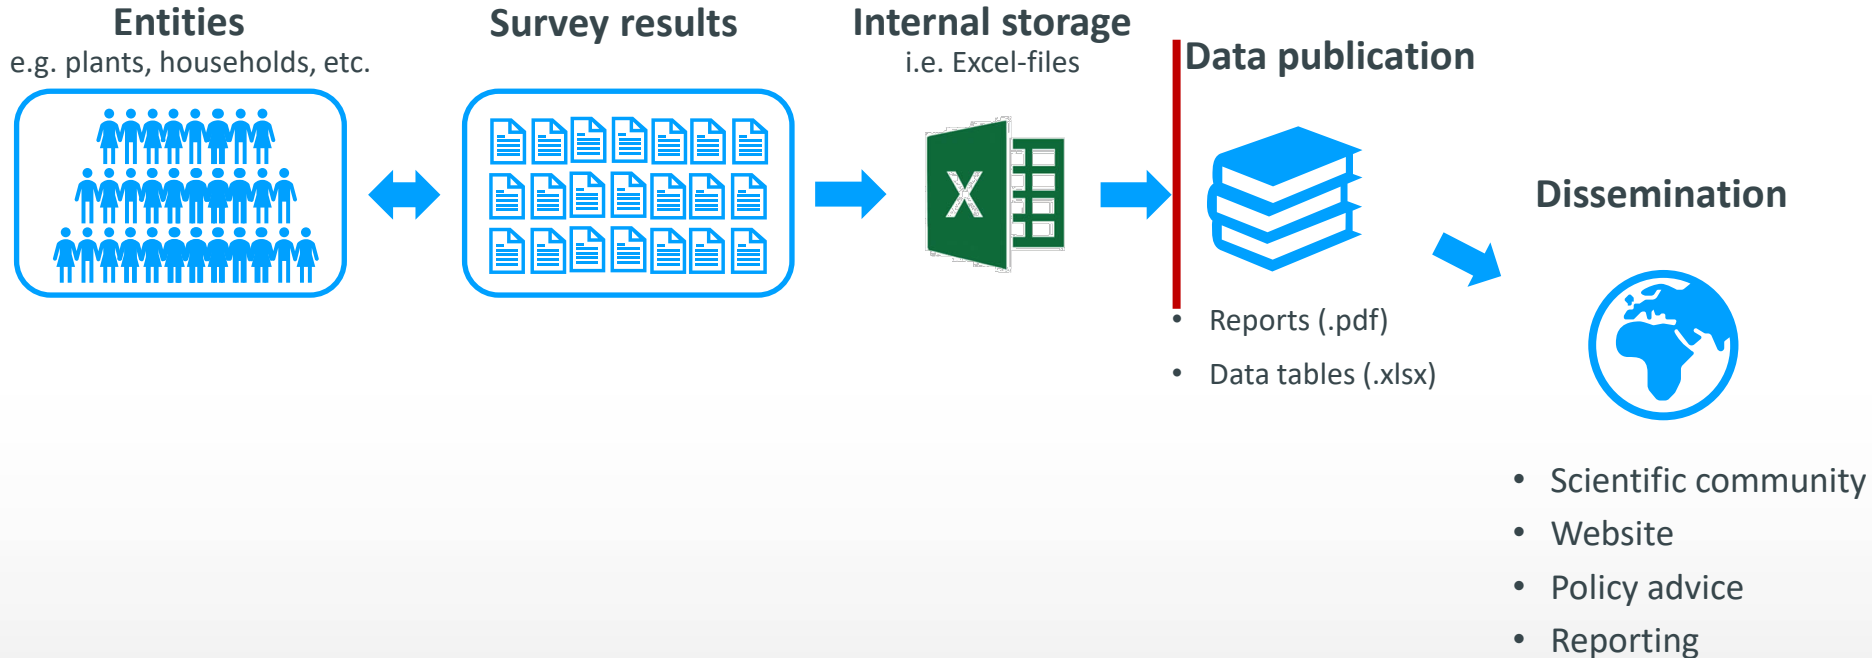 Entities
e.g. plants, households, etc.
Survey results
Internal storage
i.e. Excel-files
X
Data publication
• Reports (.pdf)
• Data tables (.xlsx)
Dissemination
• Scientific community
• Website
• Policy advice
• Reporting